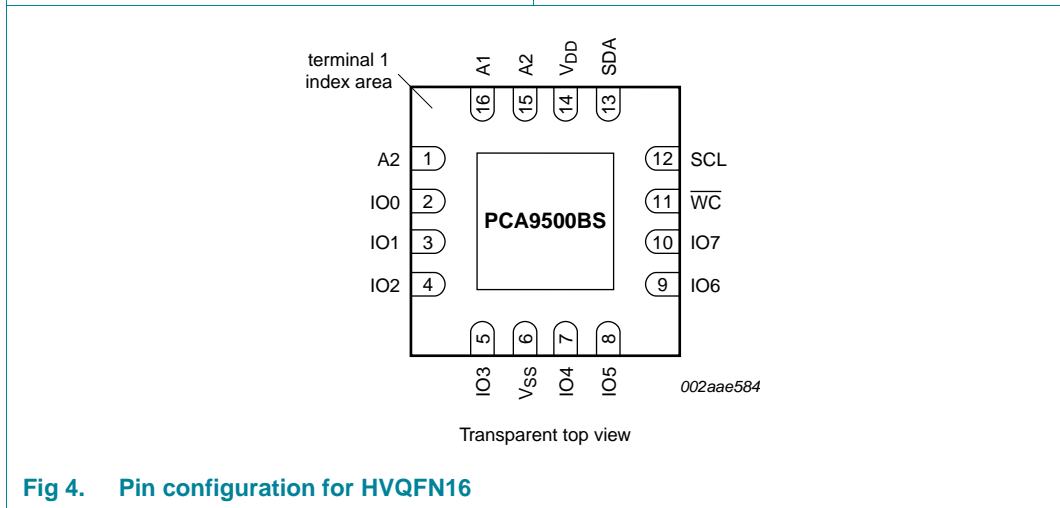 terminal 1
index area
A1
A2
VDD
SDA
16
15
14
13
A2 1
IO0 2
IO1 3
IO2 4
PCA9500BS
12 SCL
11 W̅C̅
10 IO7
9 IO6
5
6
7
8
IO3
VSS
IO4
IO5
002aae584
Transparent top view
Fig 4. Pin configuration for HVQFN16